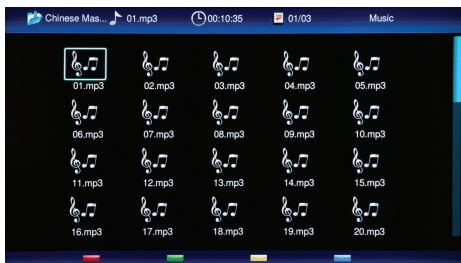 Chinese Mas... 01.mp3 00:10:35 01/03 Music
01.mp3 02.mp3 03.mp3 04.mp3 05.mp3
06.mp3 07.mp3 08.mp3 09.mp3 10.mp3
11.mp3 12.mp3 13.mp3 14.mp3 15.mp3
16.mp3 17.mp3 18.mp3 19.mp3 20.mp3